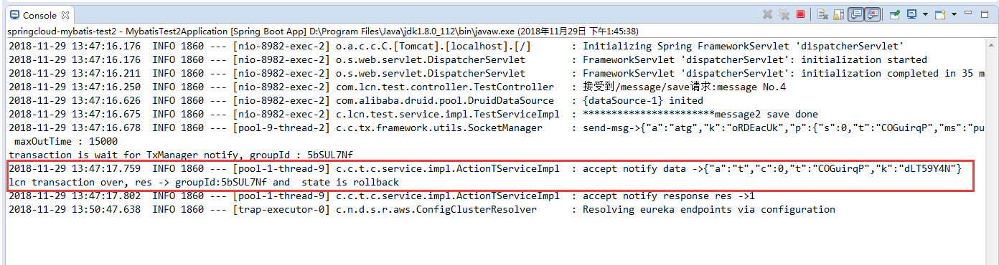 Console
springcloud-mybatis-test2 - MybatisTest2Application [Spring Boot App] D:\Program Files\Java\jdk1.8.0_112\bin\javaw.exe (2018年11月29日 下午1:45:38)
2018-11-29 13:47:16.176  INFO 1860 --- [nio-8982-exec-2] o.a.c.c.C.[Tomcat].[localhost].[/]       : Initializing Spring FrameworkServlet 'dispatcherServlet'
2018-11-29 13:47:16.176  INFO 1860 --- [nio-8982-exec-2] o.s.web.servlet.DispatcherServlet        : FrameworkServlet 'dispatcherServlet': initialization started
2018-11-29 13:47:16.211  INFO 1860 --- [nio-8982-exec-2] o.s.web.servlet.DispatcherServlet        : FrameworkServlet 'dispatcherServlet': initialization completed in 35 m
2018-11-29 13:47:16.250  INFO 1860 --- [nio-8982-exec-2] com.lcn.test.controller.TestController   : 接受到/message/save请求:message No.4
2018-11-29 13:47:16.626  INFO 1860 --- [nio-8982-exec-2] com.alibaba.druid.pool.DruidDataSource   : {dataSource-1} inited
2018-11-29 13:47:16.675  INFO 1860 --- [nio-8982-exec-2] c.lcn.test.service.impl.TestServiceImpl  : ***********************message2 save done
2018-11-29 13:47:16.678  INFO 1860 --- [pool-9-thread-2] c.c.tx.framework.utils.SocketManager     : send-msg->{"a":"atg","k":"oRDEacUk","p":{"s":0,"t":"COGuirqP","ms":"pu
maxOutTime : 15000
transaction is wait for TxManager notify, groupId : 5bSUL7Nf
2018-11-29 13:47:17.759  INFO 1860 --- [pool-1-thread-9] c.c.t.c.service.impl.ActionTServiceImpl  : accept notify data ->{"a":"t","c":0,"t":"COGuirqP","k":"dLT59Y4N"}
lcn transaction over, res -> groupId:5bSUL7Nf and  state is rollback
2018-11-29 13:47:17.802  INFO 1860 --- [pool-1-thread-9] c.c.t.c.service.impl.ActionTServiceImpl  : accept notify response res ->1
2018-11-29 13:50:47.638  INFO 1860 --- [trap-executor-0] c.n.d.s.r.aws.ConfigClusterResolver      : Resolving eureka endpoints via configuration